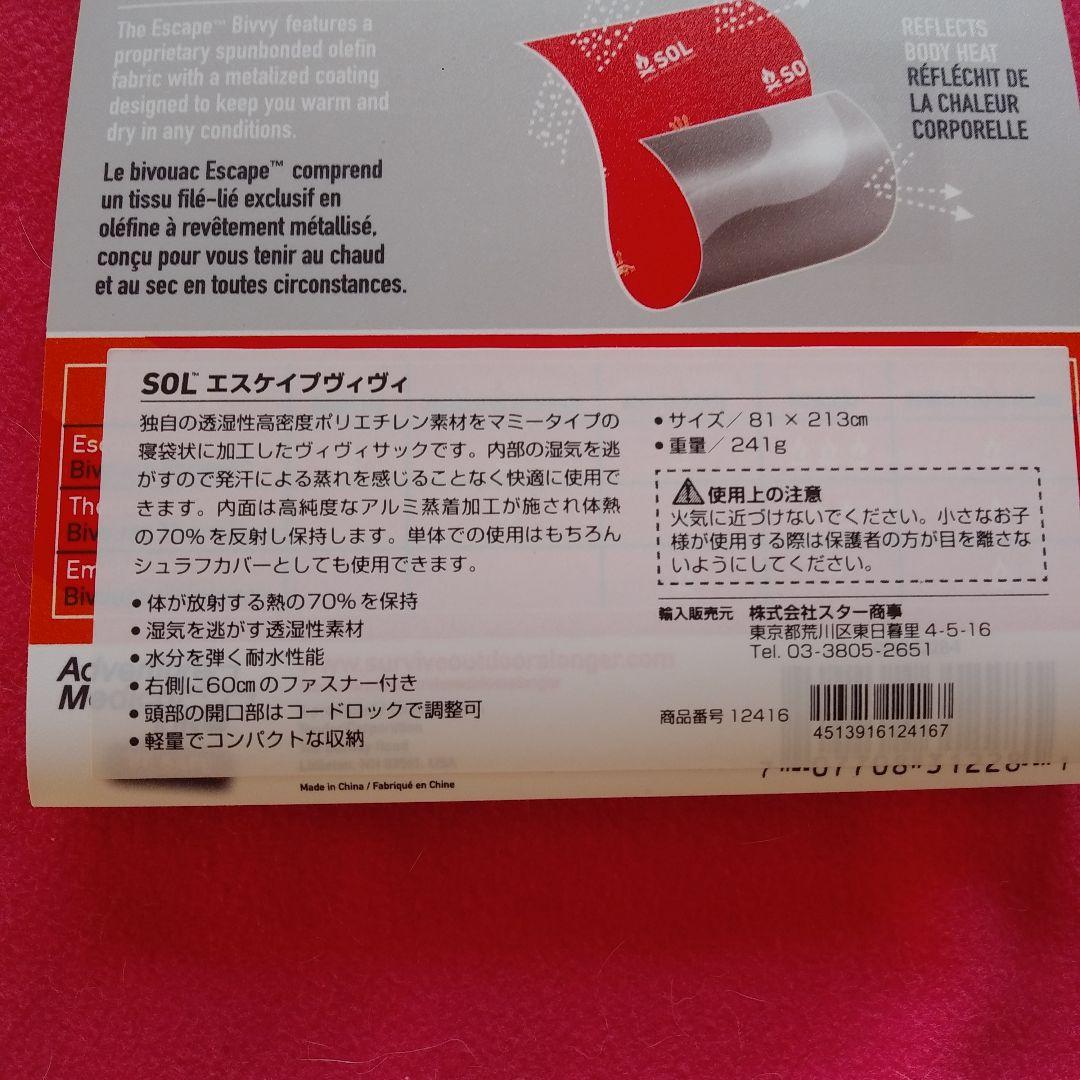 The Escape™ Bivvy features a
proprietary spunbonded olefin
fabric with a metalized coating
designed to keep you warm and
dry in any conditions.
Le bivouac Escape™ comprend
un tissu filé-lié exclusif en
oléfine à revêtement métallisé,
conçu pour vous tenir au chaud
et au sec en toutes circonstances.
SOL
SO
REFLECTS
BODY HEAT
RÉFLÉCHIT DE
LA CHALEUR
CORPORELLE
SOL™ エスケイプヴィヴィ
独自の透湿性高密度ポリエチレン素材をマミータイプの
寝袋状に加工したヴィヴィサックです。内部の湿気を逃
がすので発汗による蒸れを感じることなく快適に使用で
きます。内面は高純度なアルミ蒸着加工が施され体熱
の70%を反射し保持します。単体での使用はもちろん
シュラフカバーとしても使用できます。
●体が放射する熱の70%を保持
●湿気を逃がす透湿性素材
●水分を弾く耐水性能
●右側に60㎝のファスナー付き
●頭部の開口部はコードロックで調整可
●軽量でコンパクトな収納
●サイズ/ 81 × 213㎝
●重量/ 241g
使用上の注意
火気に近づけないでください。小さなお子
様が使用する際は保護者の方が目を離さな
いようにしてください。
輸入販売元 株式会社スター商事
東京都荒川区東日暮里 4-5-16
Tel. 03-3805-2651
商品番号 12416
4513916124167
Esc
Biv
The
Biv
Em
Biv
www.surviveoutdoorslonger.com
Made in China / Fabriqué en Chine